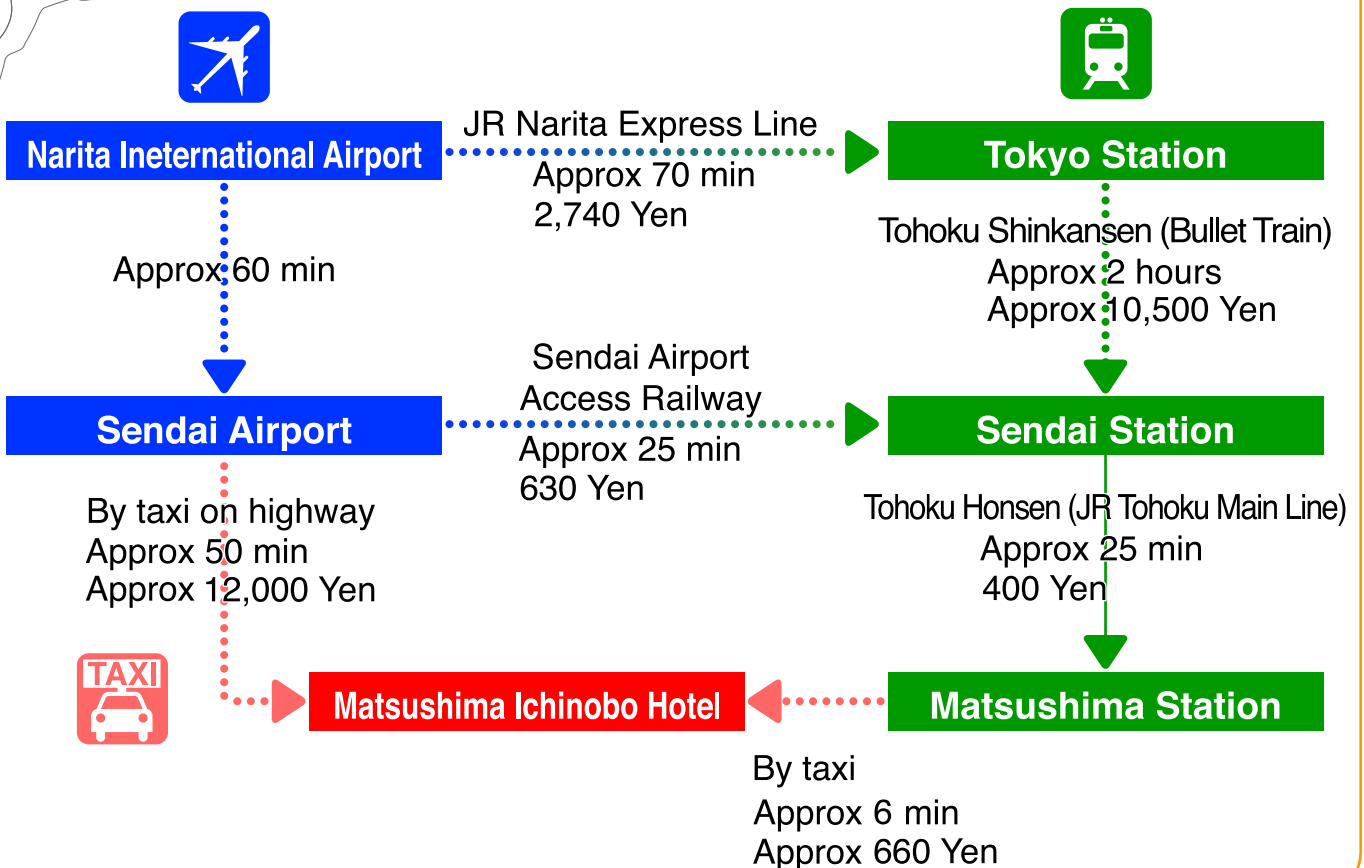 Narita Ineternational Airport
JR Narita Express Line
Approx 70 min
2,740 Yen
Tokyo Station
Approx 60 min
Tohoku Shinkansen (Bullet Train)
Approx 2 hours
Approx 10,500 Yen
Sendai Airport
Sendai Airport
Access Railway
Approx 25 min
630 Yen
Sendai Station
By taxi on highway
Approx 50 min
Approx 12,000 Yen
Tohoku Honsen (JR Tohoku Main Line)
Approx 25 min
400 Yen
TAXI
Matsushima Ichinobo Hotel
Matsushima Station
By taxi
Approx 6 min
Approx 660 Yen